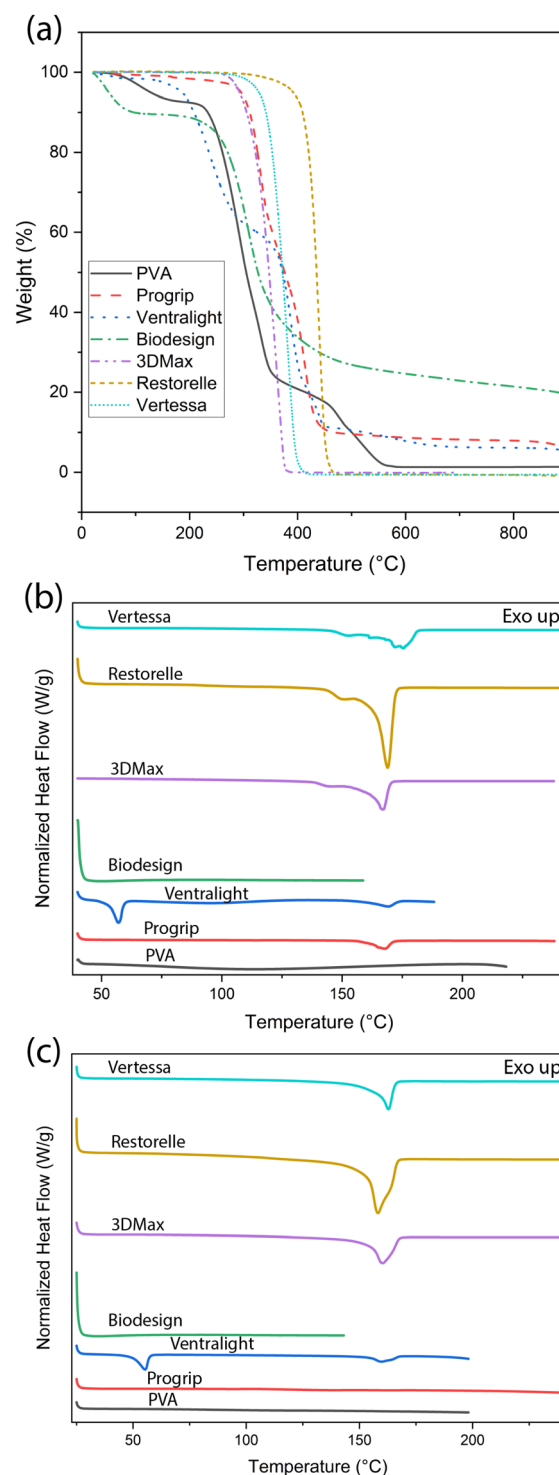 (a)
100
80
60
40
20
0
Weight (%)
PVA
Progrip
Ventralight
Biodesign
3DMax
Restorelle
Vertessa
0 200 400 600 800
Temperature (°C)
(b)
Exo up
Vertessa
Restorelle
3DMax
Biodesign
Ventralight
Progrip
PVA
Normalized Heat Flow (W/g)
50 100 150 200
Temperature (°C)
(c)
Exo up
Vertessa
Restorelle
3DMax
Biodesign
Ventralight
Progrip
PVA
Normalized Heat Flow (W/g)
50 100 150 200
Temperature (°C)